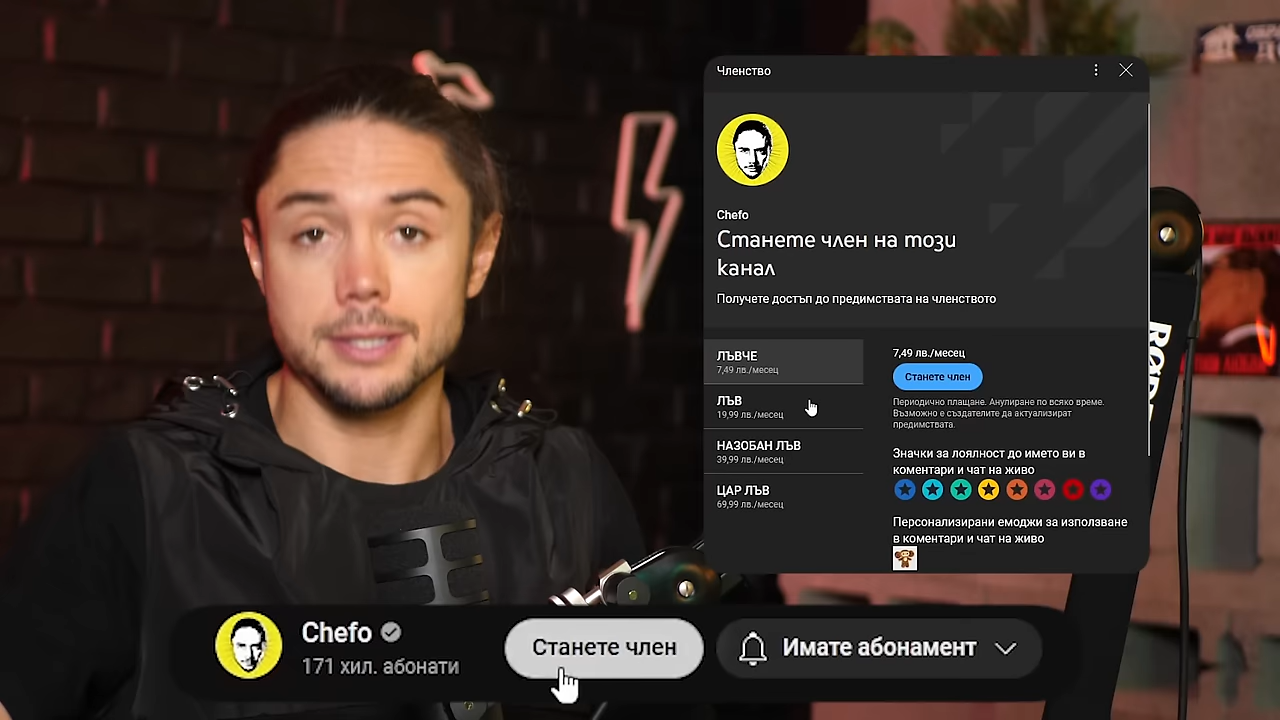 Членство
Chefo
Станете член на този
канал
Получете достъп до предимствата на членството
ЛЪВЧЕ
7,49 лв./месец
ЛЪВ
19,99 лв./месец
НАЗОБАН ЛЪВ
39,99 лв./месец
ЦАР ЛЪВ
69,99 лв./месец
7,49 лв./месец
Станете член
Периодично плащане. Анулиране по всяко време.
Възможно е създателите да актуализират
предимствата.
Значки за лоялност до името ви в
коментари и чат на живо
Персонализирани емоджи за използване
в коментари и чат на живо
RØDE
Chefo
171 хил. абонати
Станете член
Имате абонамент